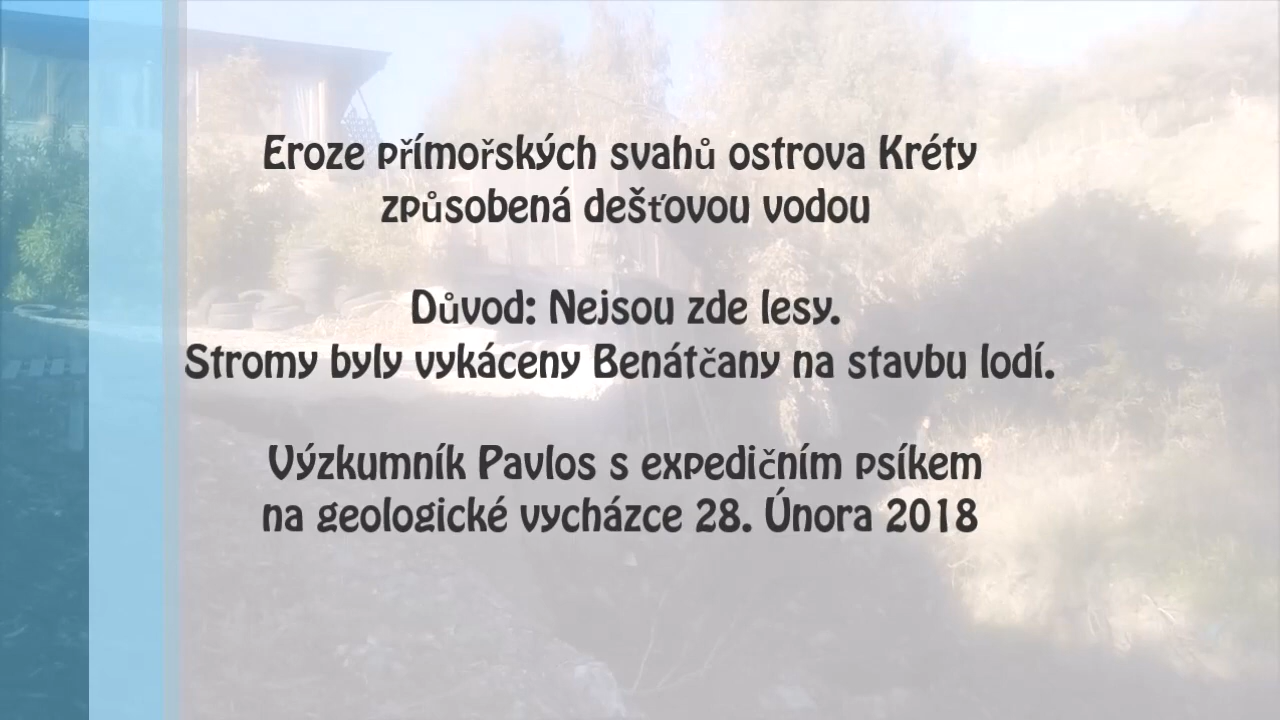 Eroze přímořských svahů ostrova Kréty
způsobená dešťovou vodou
Důvod: Nejsou zde lesy.
Stromy byly vykáceny Benátčany na stavbu lodí.
Výzkumník Pavlos s expedičním psíkem
na geologické vycházce 28. Února 2018